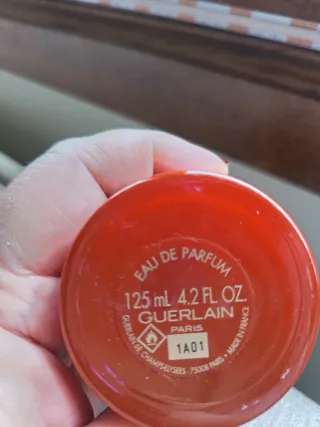 EAU DE PARFUM
125 mL 4.2 FL. OZ.
GUERLAIN
PARIS
1A01
GUERLAIN 68, CHAMPS-ELYSEES - 75008 PARIS • MADE IN FRANCE